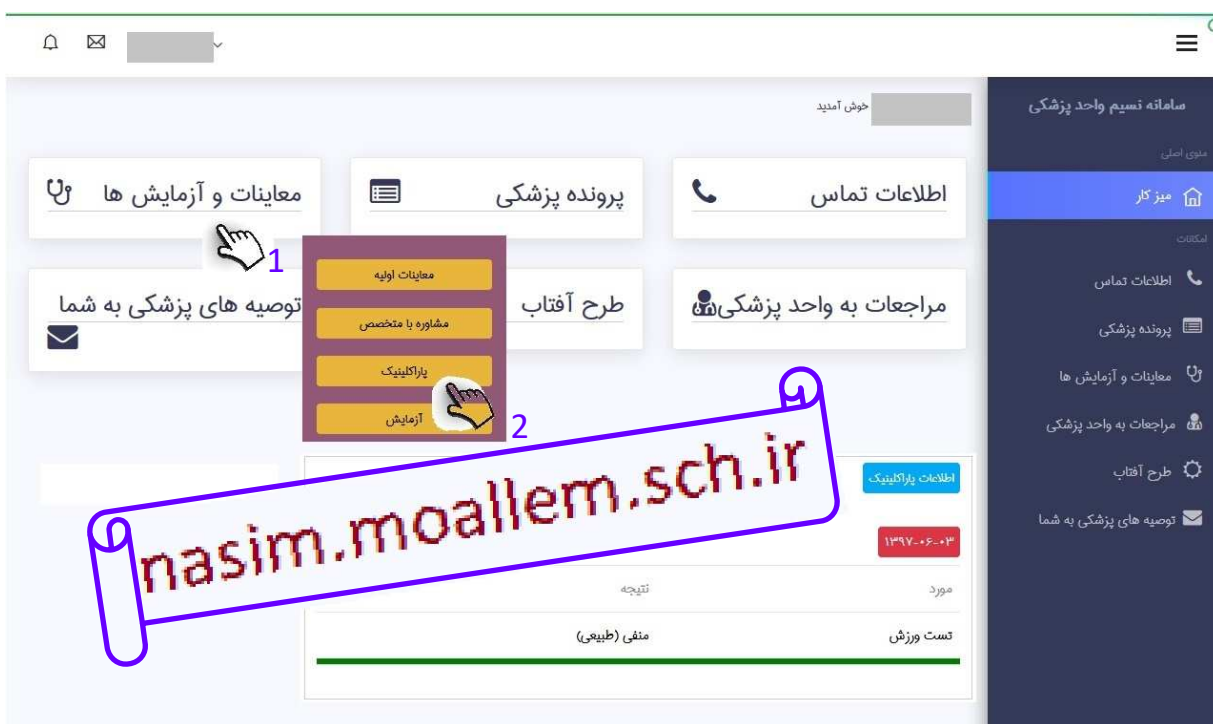 خوش آمدید
سامانه نسیم واحد پزشکی
منوی اصلی
میز کار
امکانات
اطلاعات تماس
پرونده پزشکی
معاینات و آزمایش ها
مراجعات به واحد پزشکی
طرح آفتاب
توصیه های پزشکی به شما
اطلاعات تماس
پرونده پزشکی
معاینات و آزمایش ها
1
مراجعات به واحد پزشکی
طرح آفتاب
توصیه های پزشکی به شما
معاینات اولیه
مشاوره با متخصص
پاراکلینیک
آزمایش
2
nasim.moallem.sch.ir
اطلاعات پاراکلینیک
۱۳۹۷-۰۶-۰۳
مورد
نتیجه
تست ورزش
منفی (طبیعی)